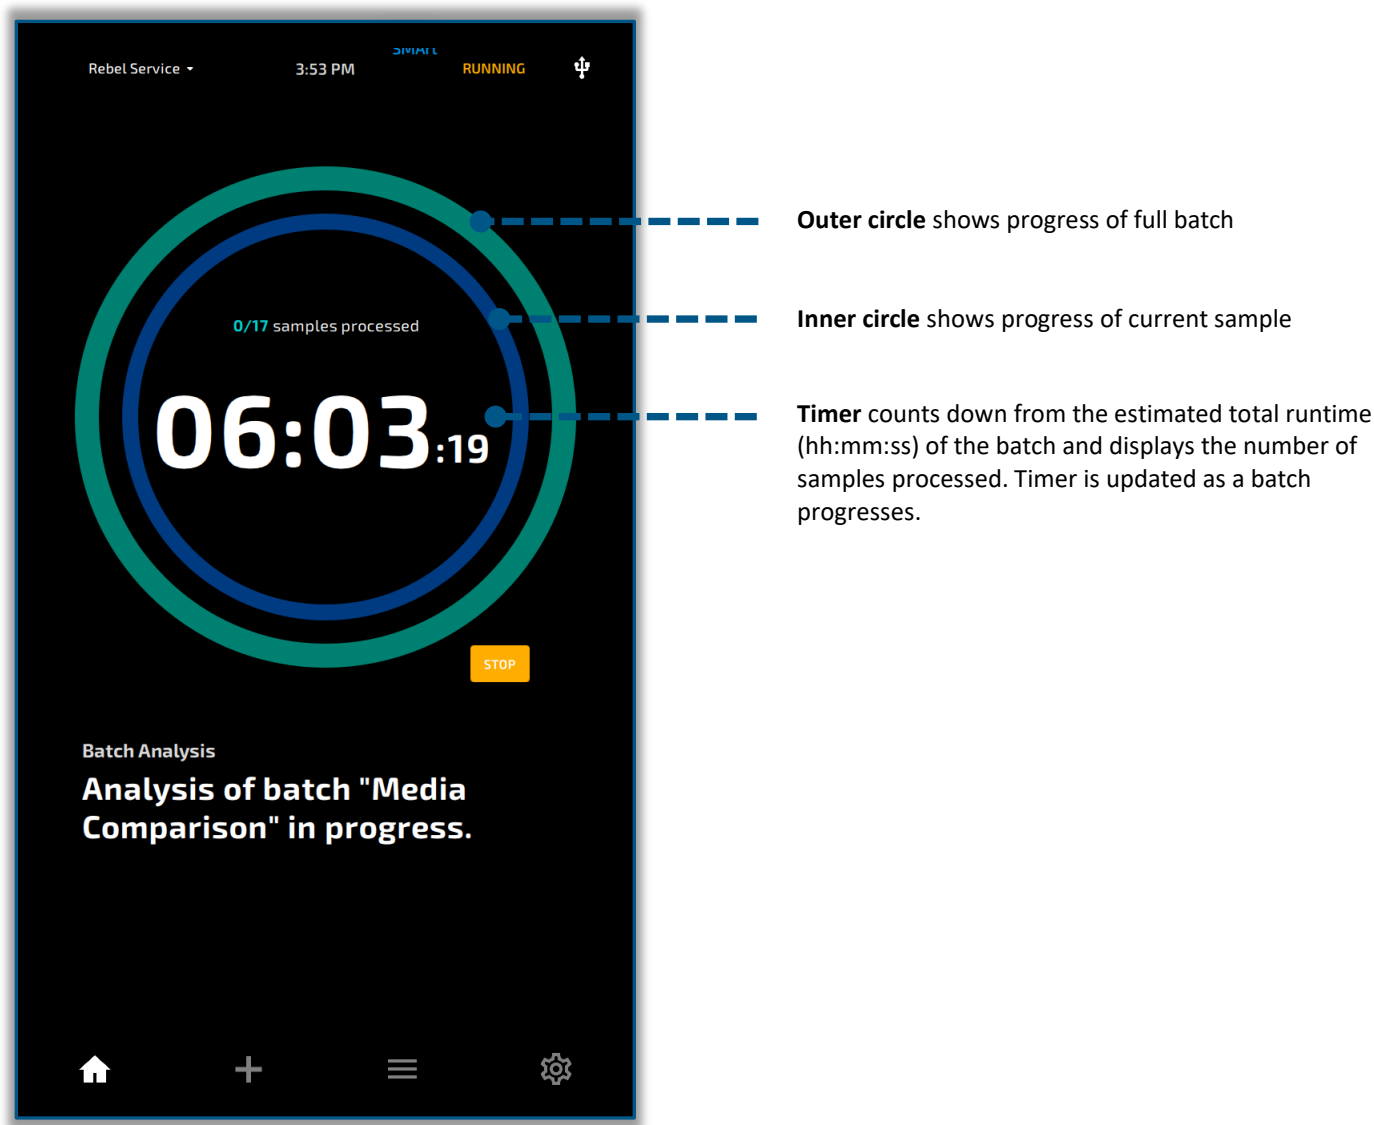 SMArt
Rebel Service
3:53 PM
RUNNING
0/17 samples processed
06:03:19
STOP
Batch Analysis
Analysis of batch "Media
Comparison" in progress.
Outer circle shows progress of full batch
Inner circle shows progress of current sample
Timer counts down from the estimated total runtime
(hh:mm:ss) of the batch and displays the number of
samples processed. Timer is updated as a batch
progresses.